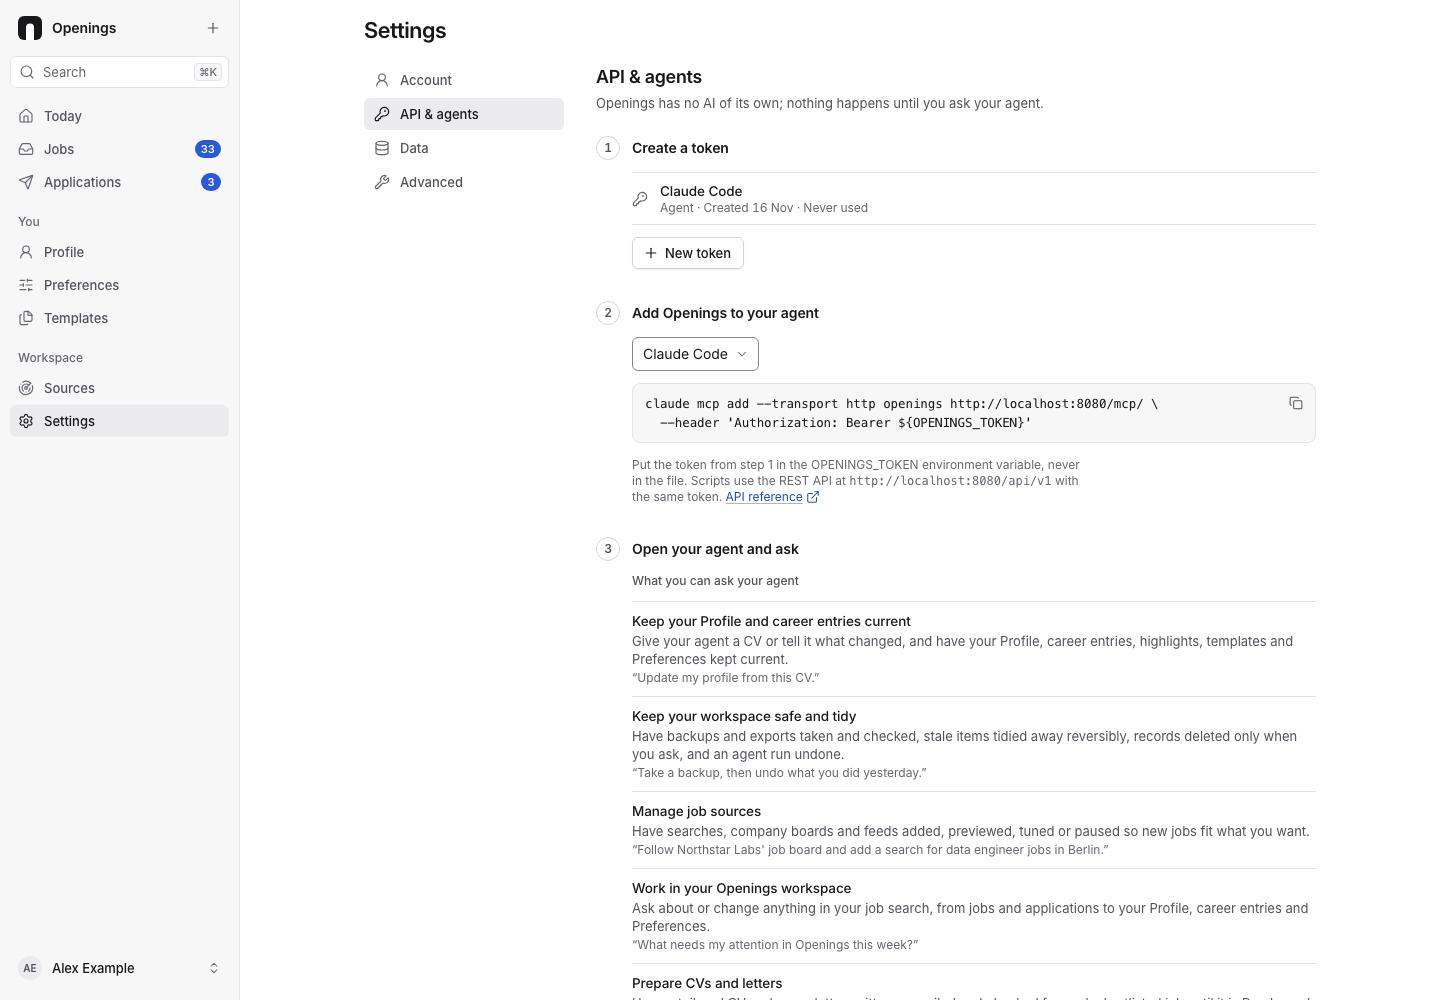 Openings
Search
⌘K
Today
Jobs
33
Applications
3
You
Profile
Preferences
Templates
Workspace
Sources
Settings
AE
Alex Example
Settings
Account
API & agents
Data
Advanced
API & agents
Openings has no AI of its own; nothing happens until you ask your agent.
1
Create a token
Claude Code
Agent · Created 16 Nov · Never used
New token
2
Add Openings to your agent
Claude Code
claude mcp add --transport http openings http://localhost:8080/mcp/ \
--header 'Authorization: Bearer ${OPENINGS_TOKEN}'
Put the token from step 1 in the OPENINGS_TOKEN environment variable, never
in the file. Scripts use the REST API at http://localhost:8080/api/v1 with
the same token. API reference
3
Open your agent and ask
What you can ask your agent
Keep your Profile and career entries current
Give your agent a CV or tell it what changed, and have your Profile, career entries, highlights, templates and
Preferences kept current.
“Update my profile from this CV.”
Keep your workspace safe and tidy
Have backups and exports taken and checked, stale items tidied away reversibly, records deleted only when
you ask, and an agent run undone.
“Take a backup, then undo what you did yesterday.”
Manage job sources
Have searches, company boards and feeds added, previewed, tuned or paused so new jobs fit what you want.
“Follow Northstar Labs' job board and add a search for data engineer jobs in Berlin.”
Work in your Openings workspace
Ask about or change anything in your job search, from jobs and applications to your Profile, career entries and
Preferences.
“What needs my attention in Openings this week?”
Prepare CVs and letters